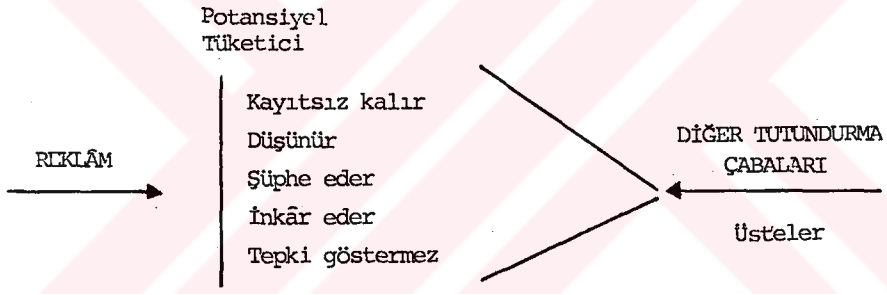 Potansiyel
Tüketici
Kayıtsız kalır
Düşünür
REKLÂM
Şüphe eder
İnkâr eder
Tepki göstermez
DİĞER TUTUNDURMA
ÇABALARI
Üsteler